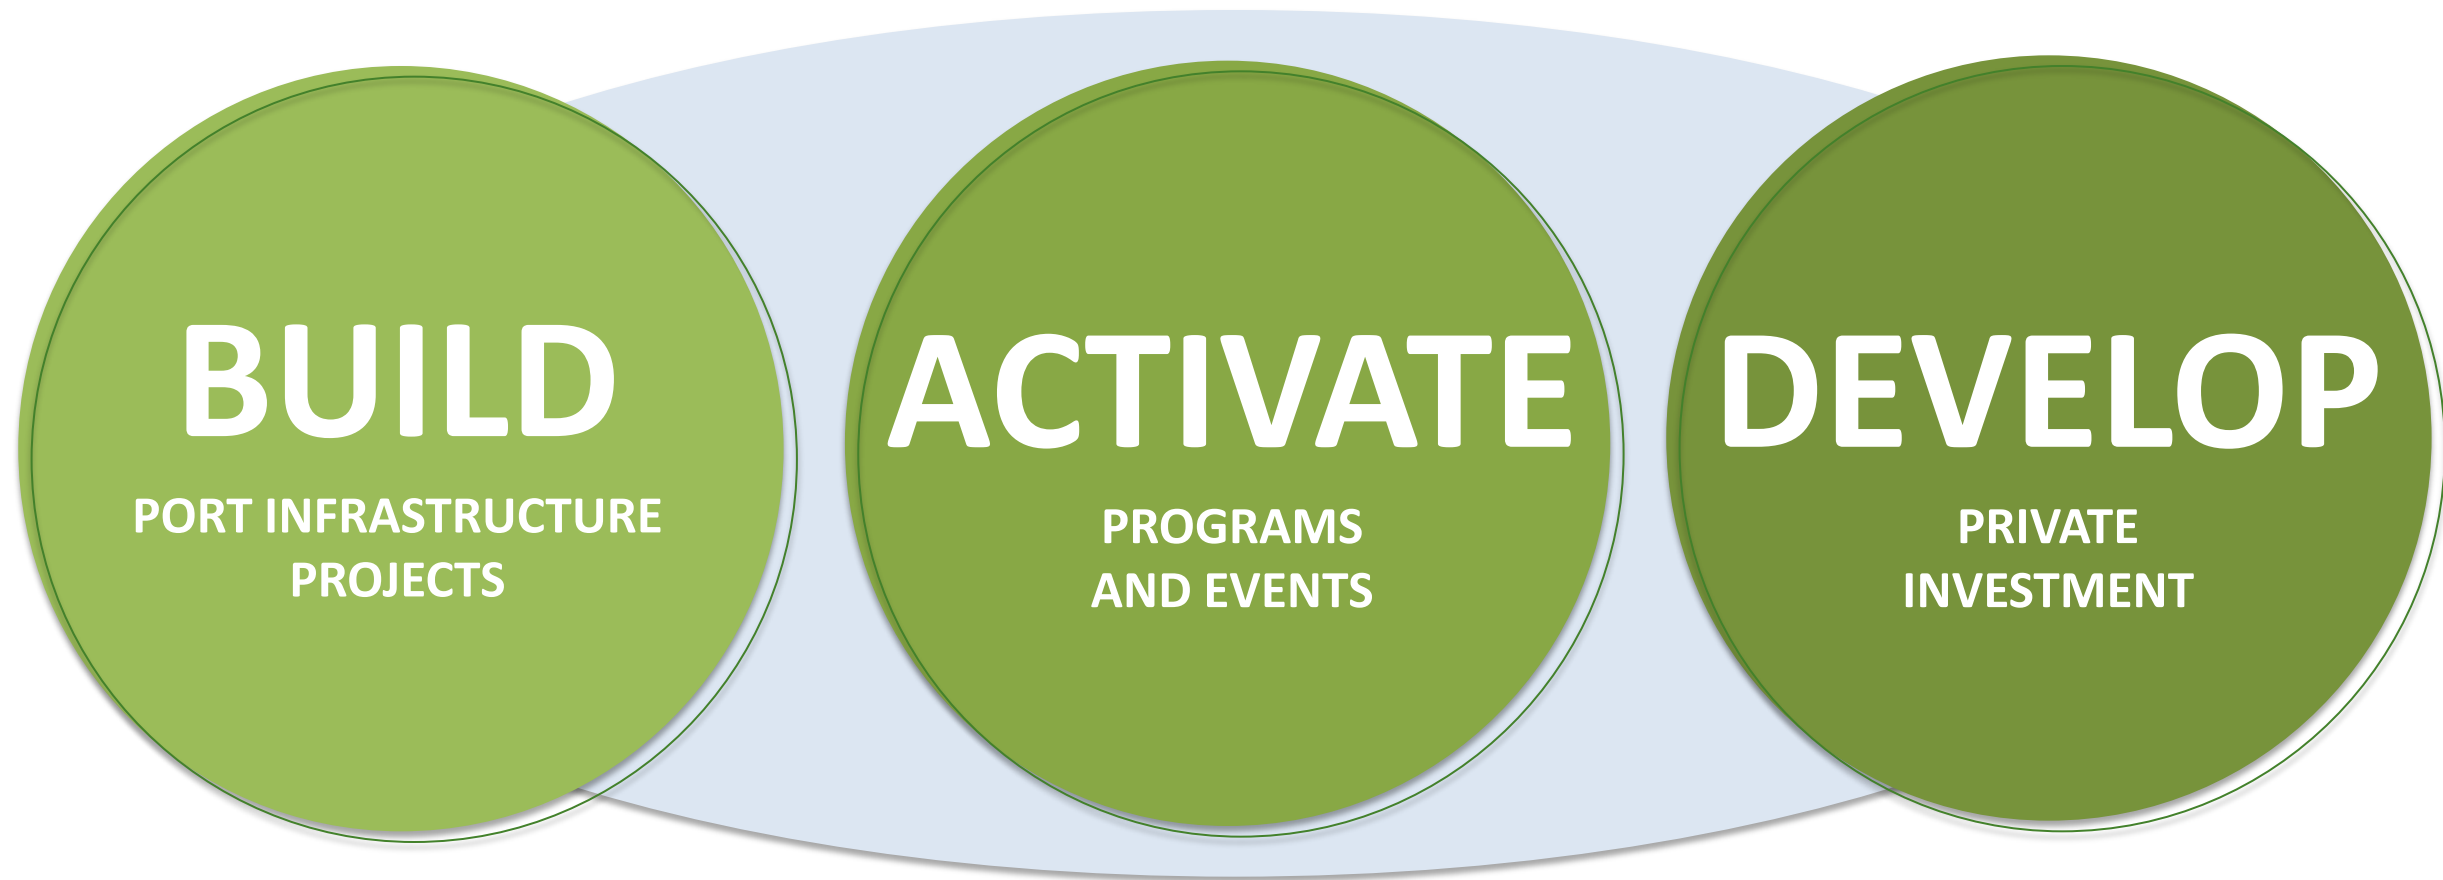 BUILD
PORT INFRASTRUCTURE
PROJECTS
ACTIVATE
PROGRAMS
AND EVENTS
DEVELOP
PRIVATE
INVESTMENT